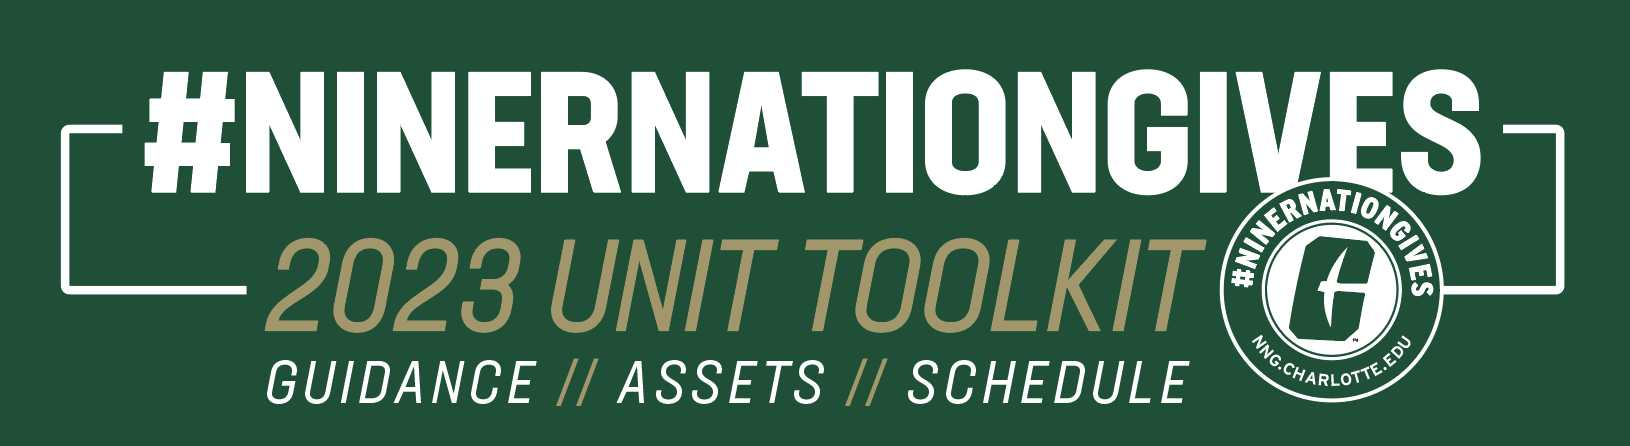 #NINERNATIONGIVES
2023 UNIT TOOLKIT
GUIDANCE // ASSETS // SCHEDULE
#NINERNATIONGIVES
C
NNG.CHARLOTTE.EDU